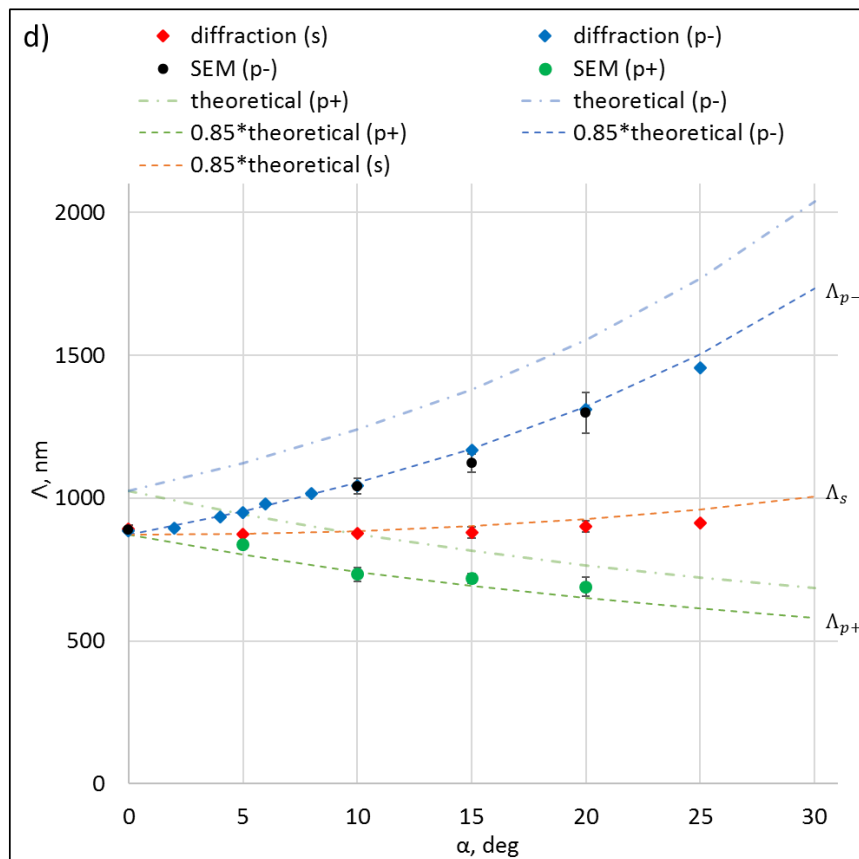 d)
diffraction (s) diffraction (p-)
SEM (p-) SEM (p+)
theoretical (p+) theoretical (p-)
0.85*theoretical (p+) 0.85*theoretical (p-)
0.85*theoretical (s)
2000
Λp−
1500
Λ, nm
1000
Λs
500
Λp+
0
0 5 10 15 20 25 30
α, deg